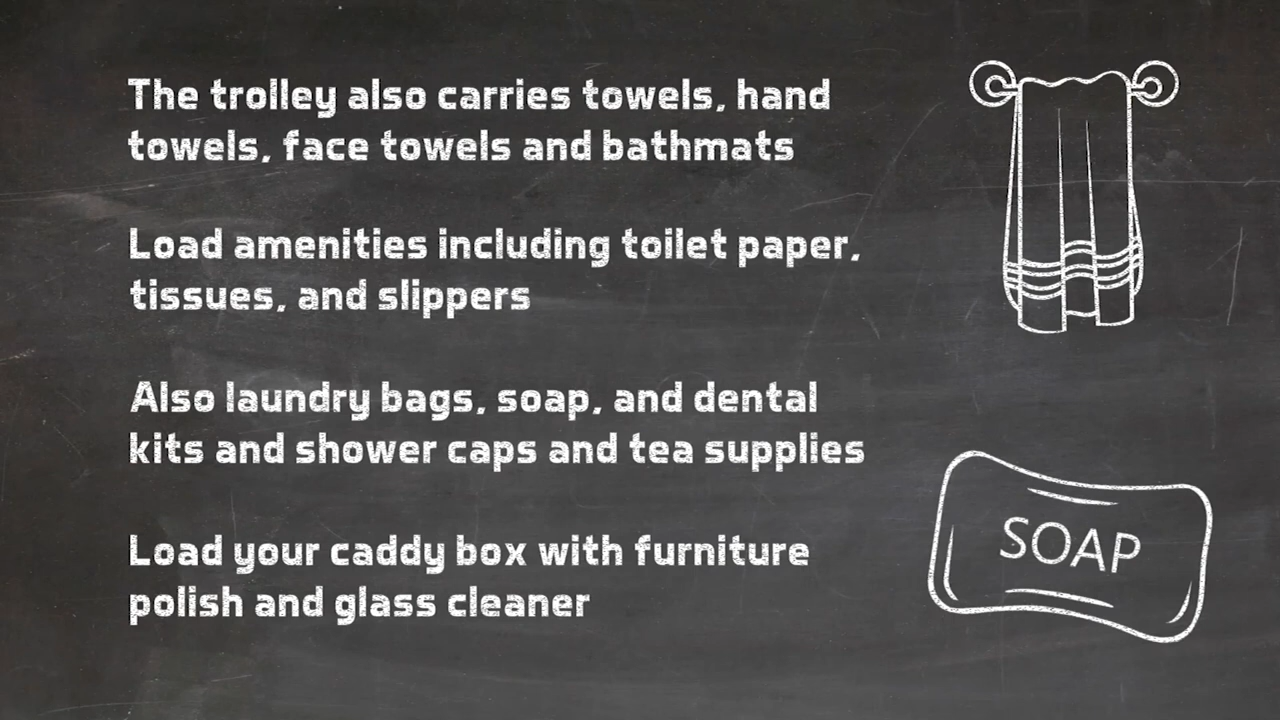 The trolley also carries towels, hand
towels, face towels and bathmats
Load amenities including toilet paper,
tissues, and slippers
Also laundry bags, soap, and dental
kits and shower caps and tea supplies
Load your caddy box with furniture
polish and glass cleaner
SOAP